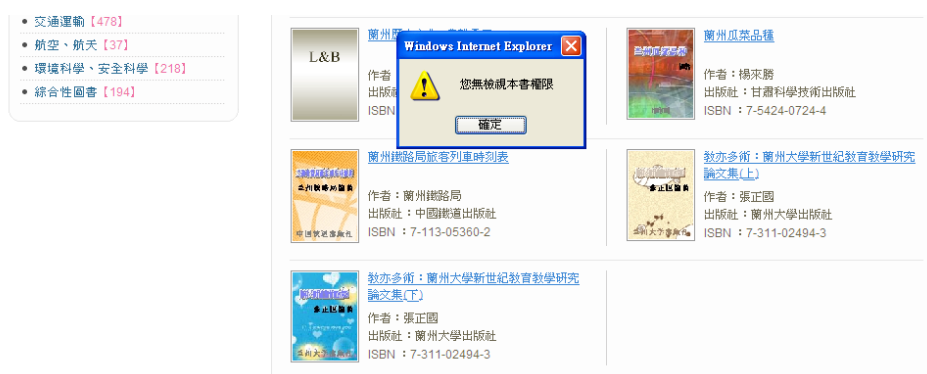 交通運輸【478】
航空、航天【37】
環境科學、安全科學【218】
綜合性圖書【194】
L&B
蘭州
作者
出版
ISBN
Windows Internet Explorer
您無檢視本書權限
確定
蘭州瓜菜品種
作者：楊來勝
出版社：甘肅科學技術出版社
ISBN ：7-5424-0724-4
蘭州鐵路局旅客列車時刻表
作者：蘭州鐵路局
出版社：中國鐵道出版社
ISBN ：7-113-05360-2
教亦多術：蘭州大學新世紀教育教學研究
論文集(上)
作者：張正國
出版社：蘭州大學出版社
ISBN ：7-311-02494-3
教亦多術：蘭州大學新世紀教育教學研究
論文集(下)
作者：張正國
出版社：蘭州大學出版社
ISBN ：7-311-02494-3